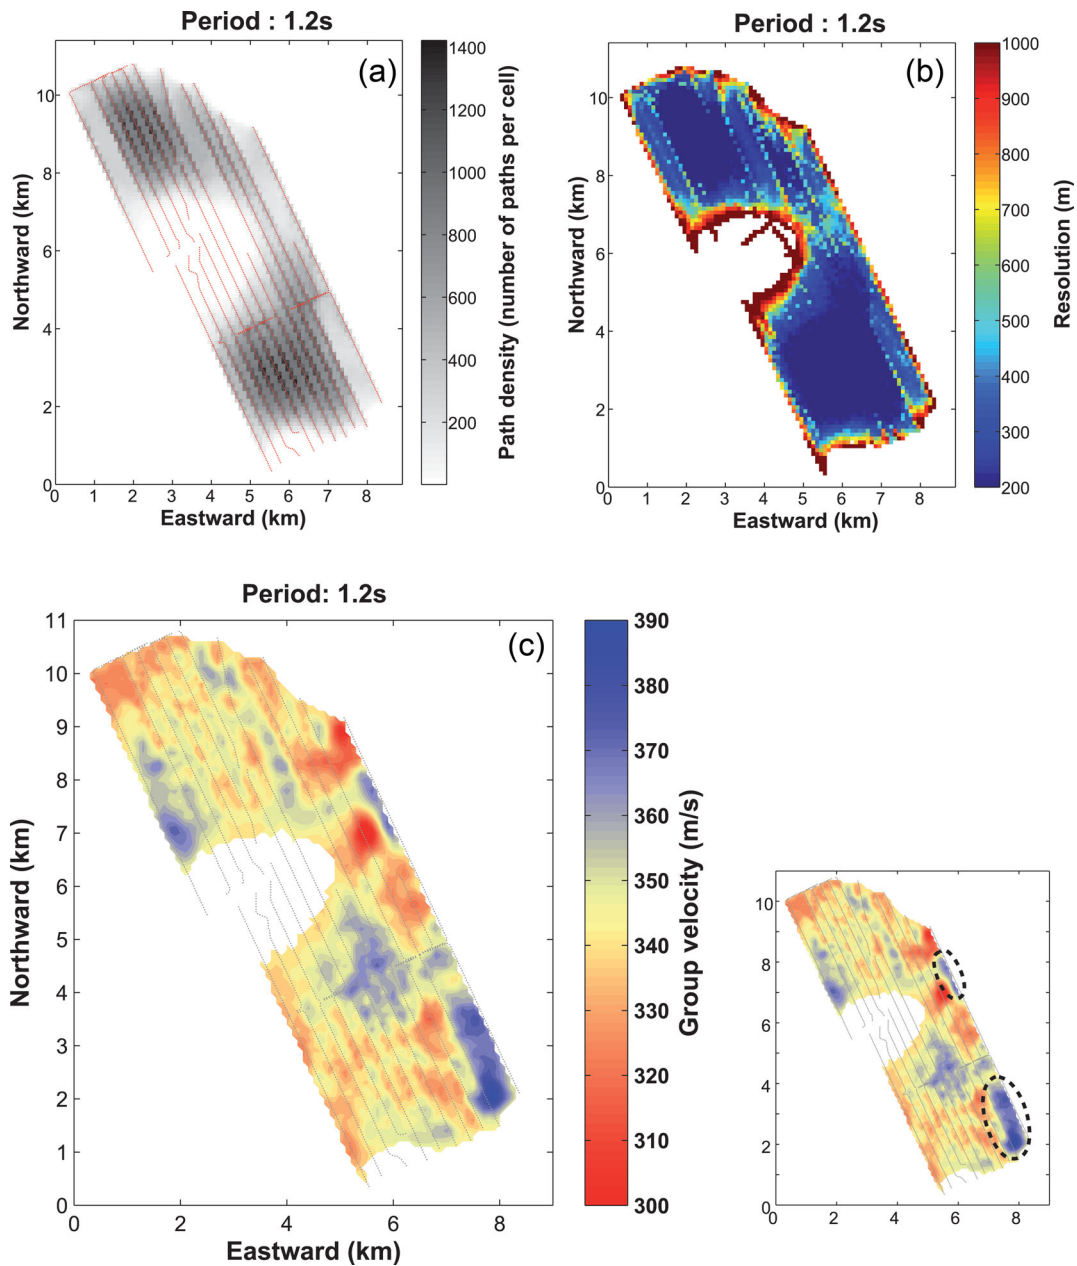 Period : 1.2s
(a)
Northward (km)
10
8
6
4
2
0
0 1 2 3 4 5 6 7 8
Eastward (km)
1400
1200
1000
800
600
400
200
Path density (number of paths per cell)
Period : 1.2s
(b)
Northward (km)
10
8
6
4
2
0
0 1 2 3 4 5 6 7 8
Eastward (km)
1000
900
800
700
600
500
400
300
200
Resolution (m)
Period: 1.2s
(c)
Northward (km)
11
10
9
8
7
6
5
4
3
2
1
0
0 2 4 6 8
Eastward (km)
390
380
370
360
350
340
330
320
310
300
Group velocity (m/s)
10
8
6
4
2
0
0 2 4 6 8